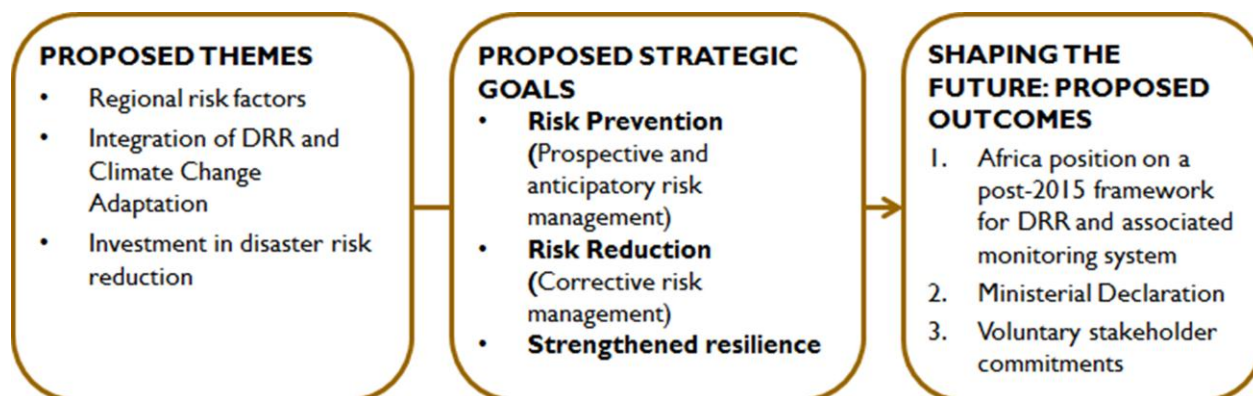 PROPOSED THEMES
• Regional risk factors
• Integration of DRR and
Climate Change
Adaptation
• Investment in disaster risk
reduction
PROPOSED STRATEGIC
GOALS
• Risk Prevention
(Prospective and
anticipatory risk
management)
• Risk Reduction
(Corrective risk
management)
• Strengthened resilience
SHAPING THE
FUTURE: PROPOSED
OUTCOMES
1. Africa position on a
post-2015 framework
for DRR and associated
monitoring system
2. Ministerial Declaration
3. Voluntary stakeholder
commitments